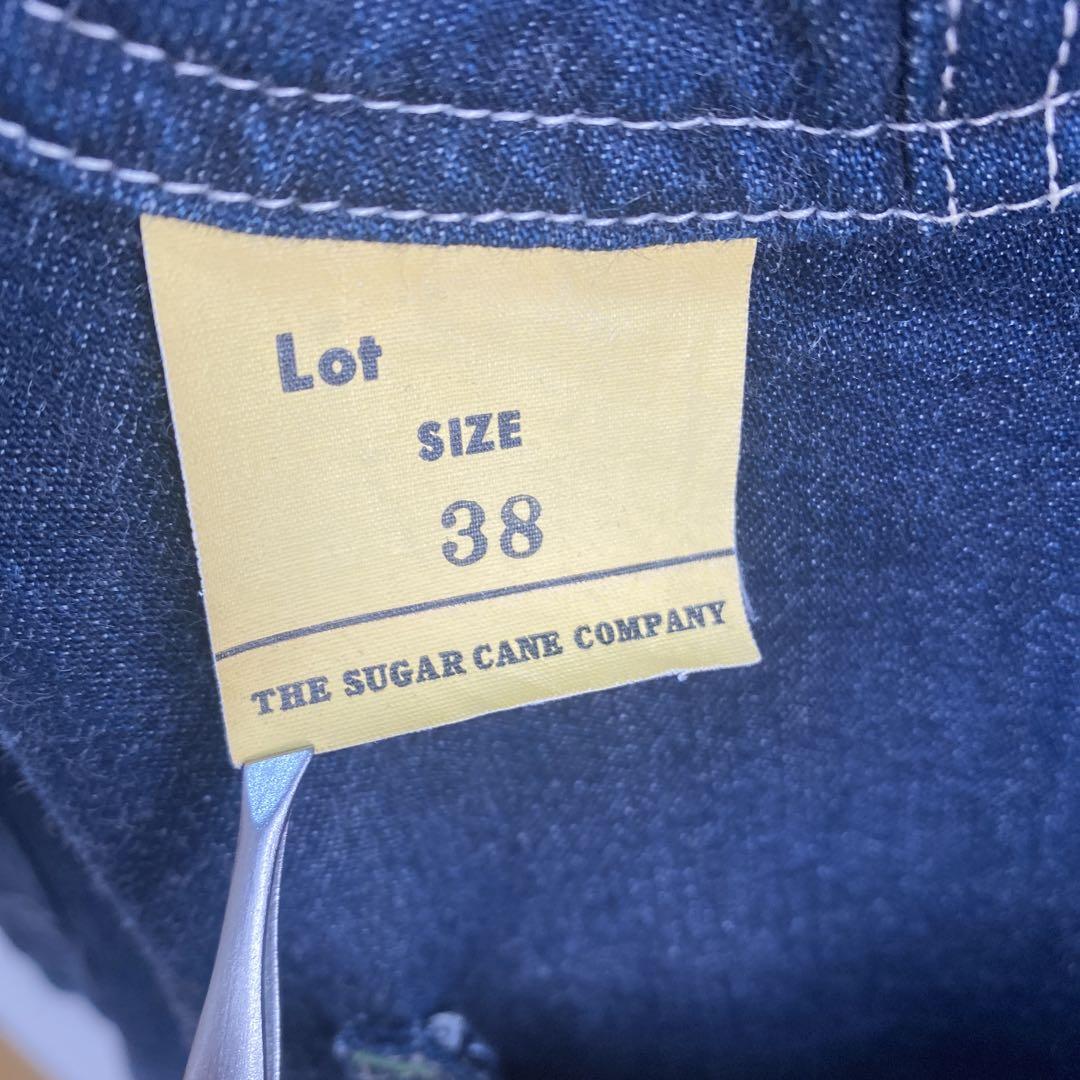 Lot
SIZE
38
THE SUGAR CANE COMPANY